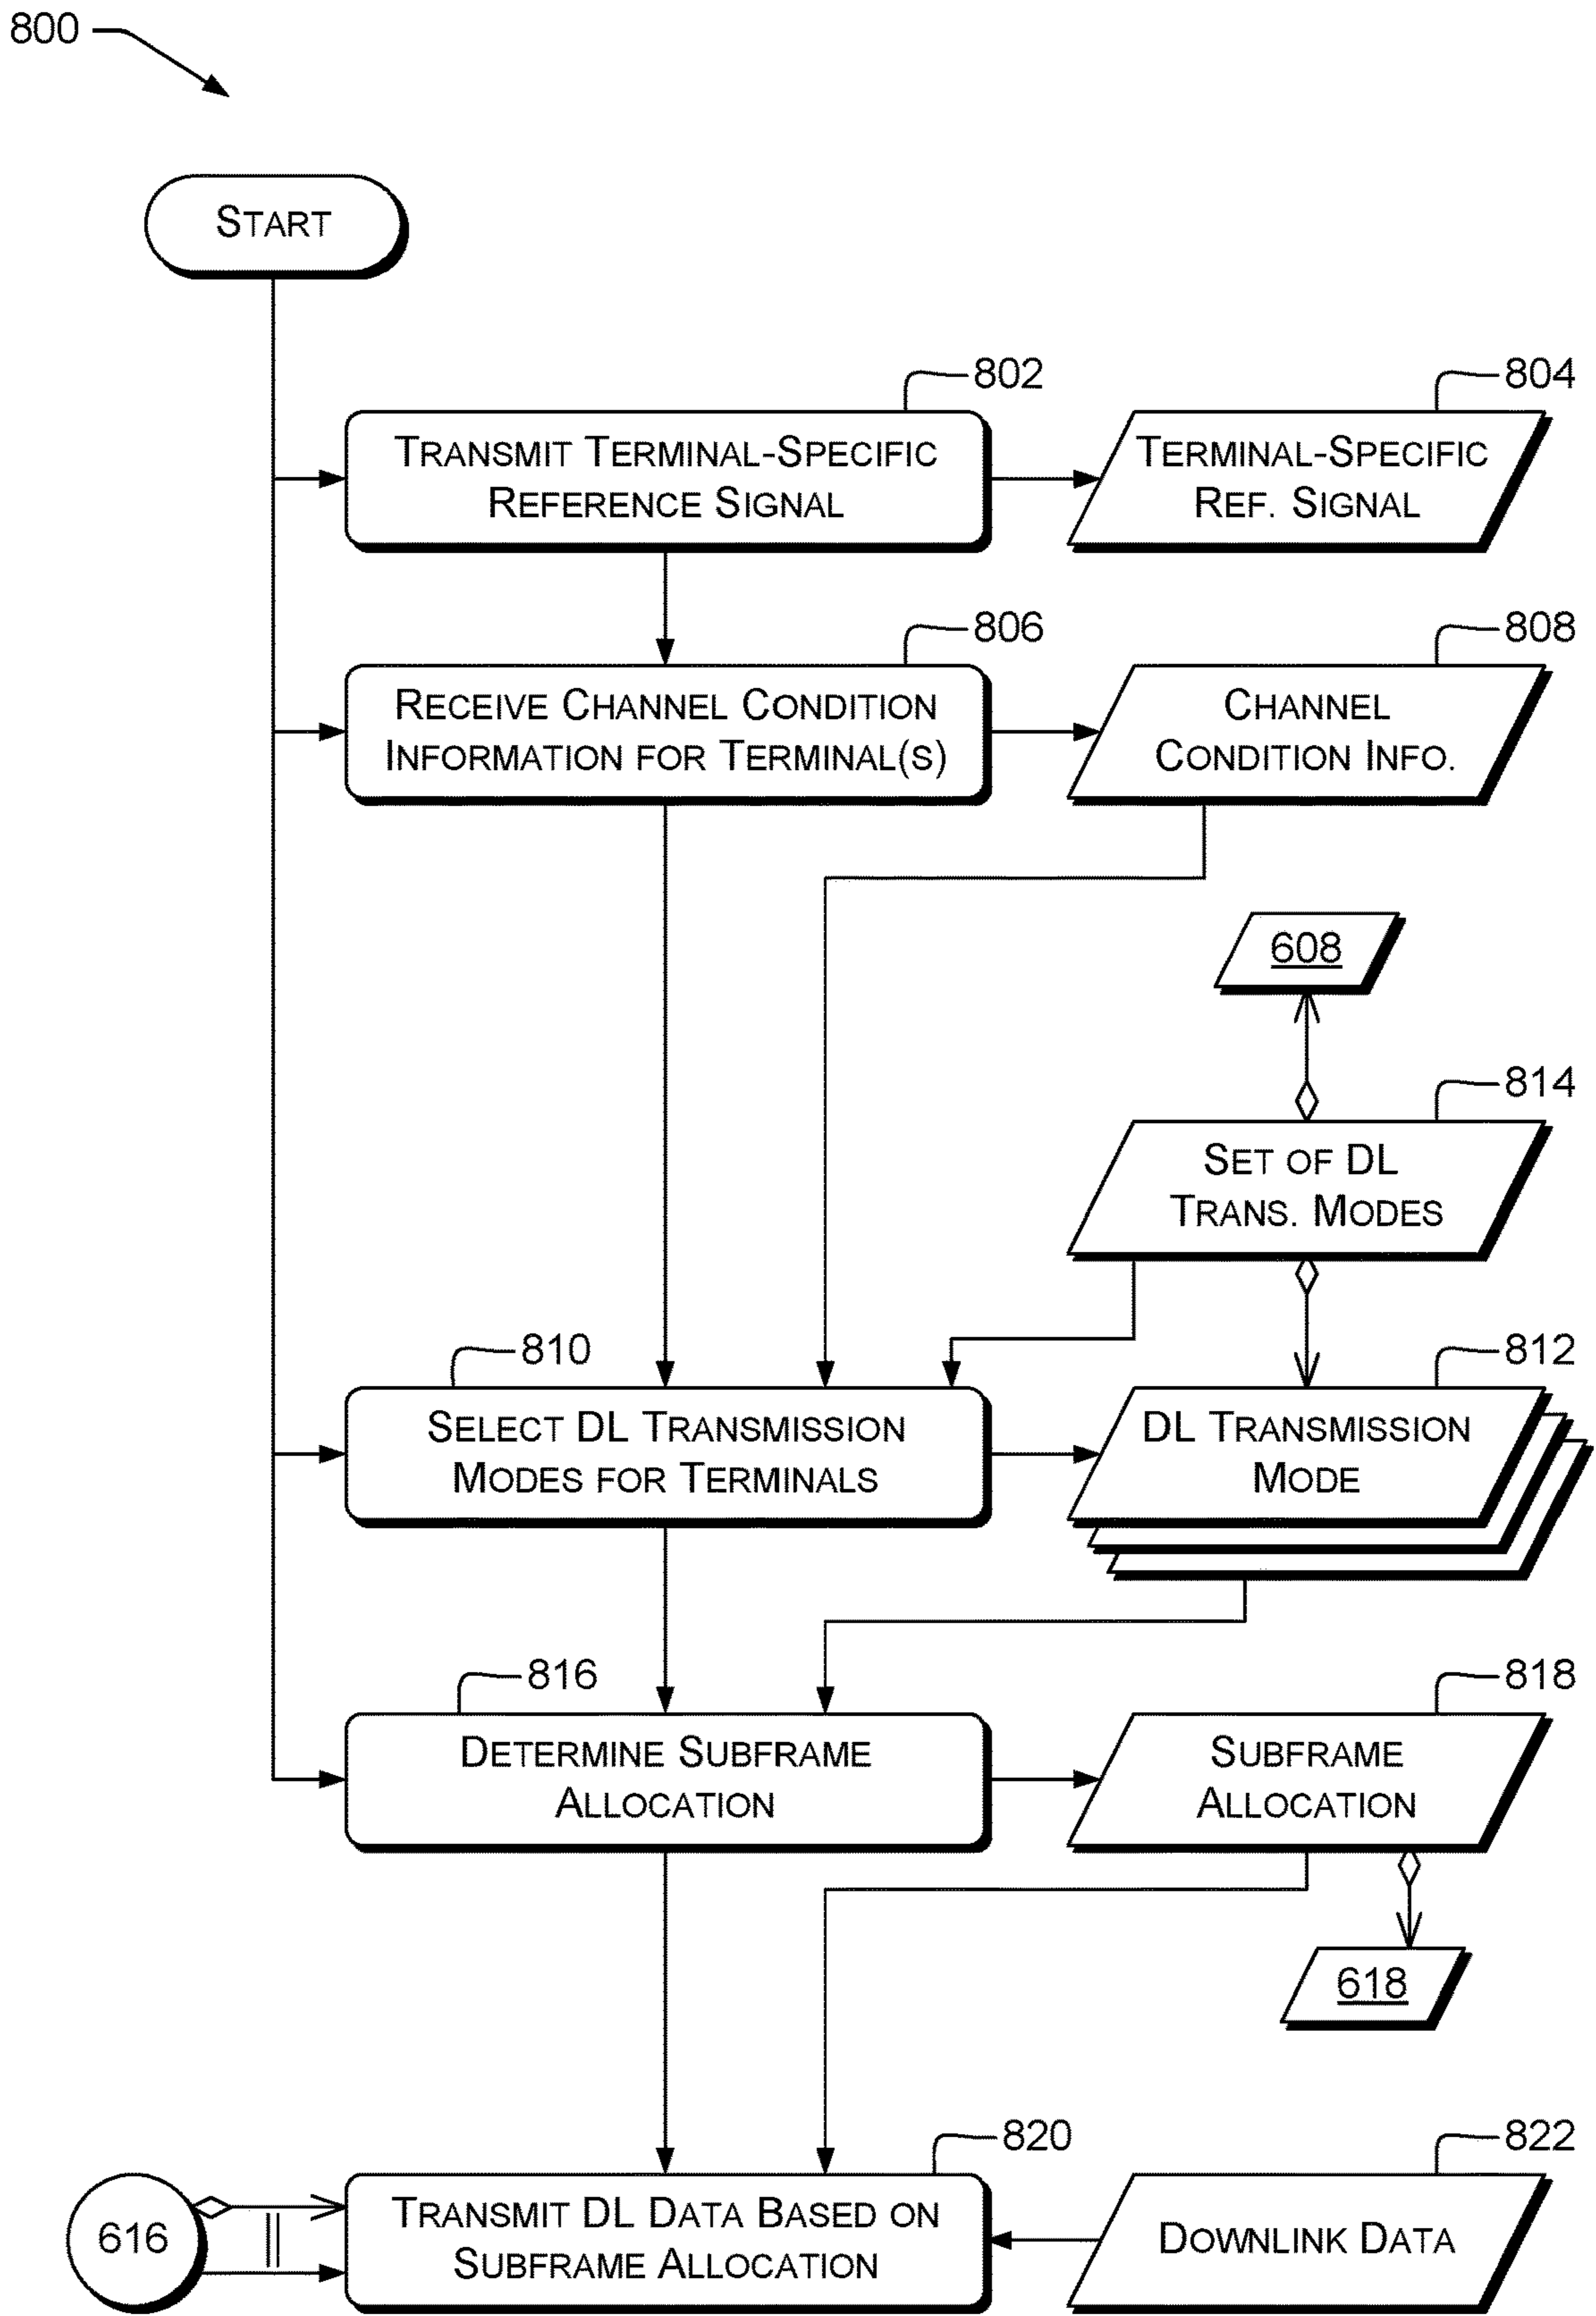 800
START
802
804
TRANSMIT TERMINAL-SPECIFIC
REFERENCE SIGNAL
TERMINAL-SPECIFIC
REF. SIGNAL
806
808
RECEIVE CHANNEL CONDITION
INFORMATION FOR TERMINAL(S)
CHANNEL
CONDITION INFO.
608
814
SET OF DL
TRANS. MODES
810
812
SELECT DL TRANSMISSION
MODES FOR TERMINALS
DL TRANSMISSION
MODE
816
818
DETERMINE SUBFRAME
ALLOCATION
SUBFRAME
ALLOCATION
618
820
822
616
TRANSMIT DL DATA BASED ON
SUBFRAME ALLOCATION
DOWNLINK DATA